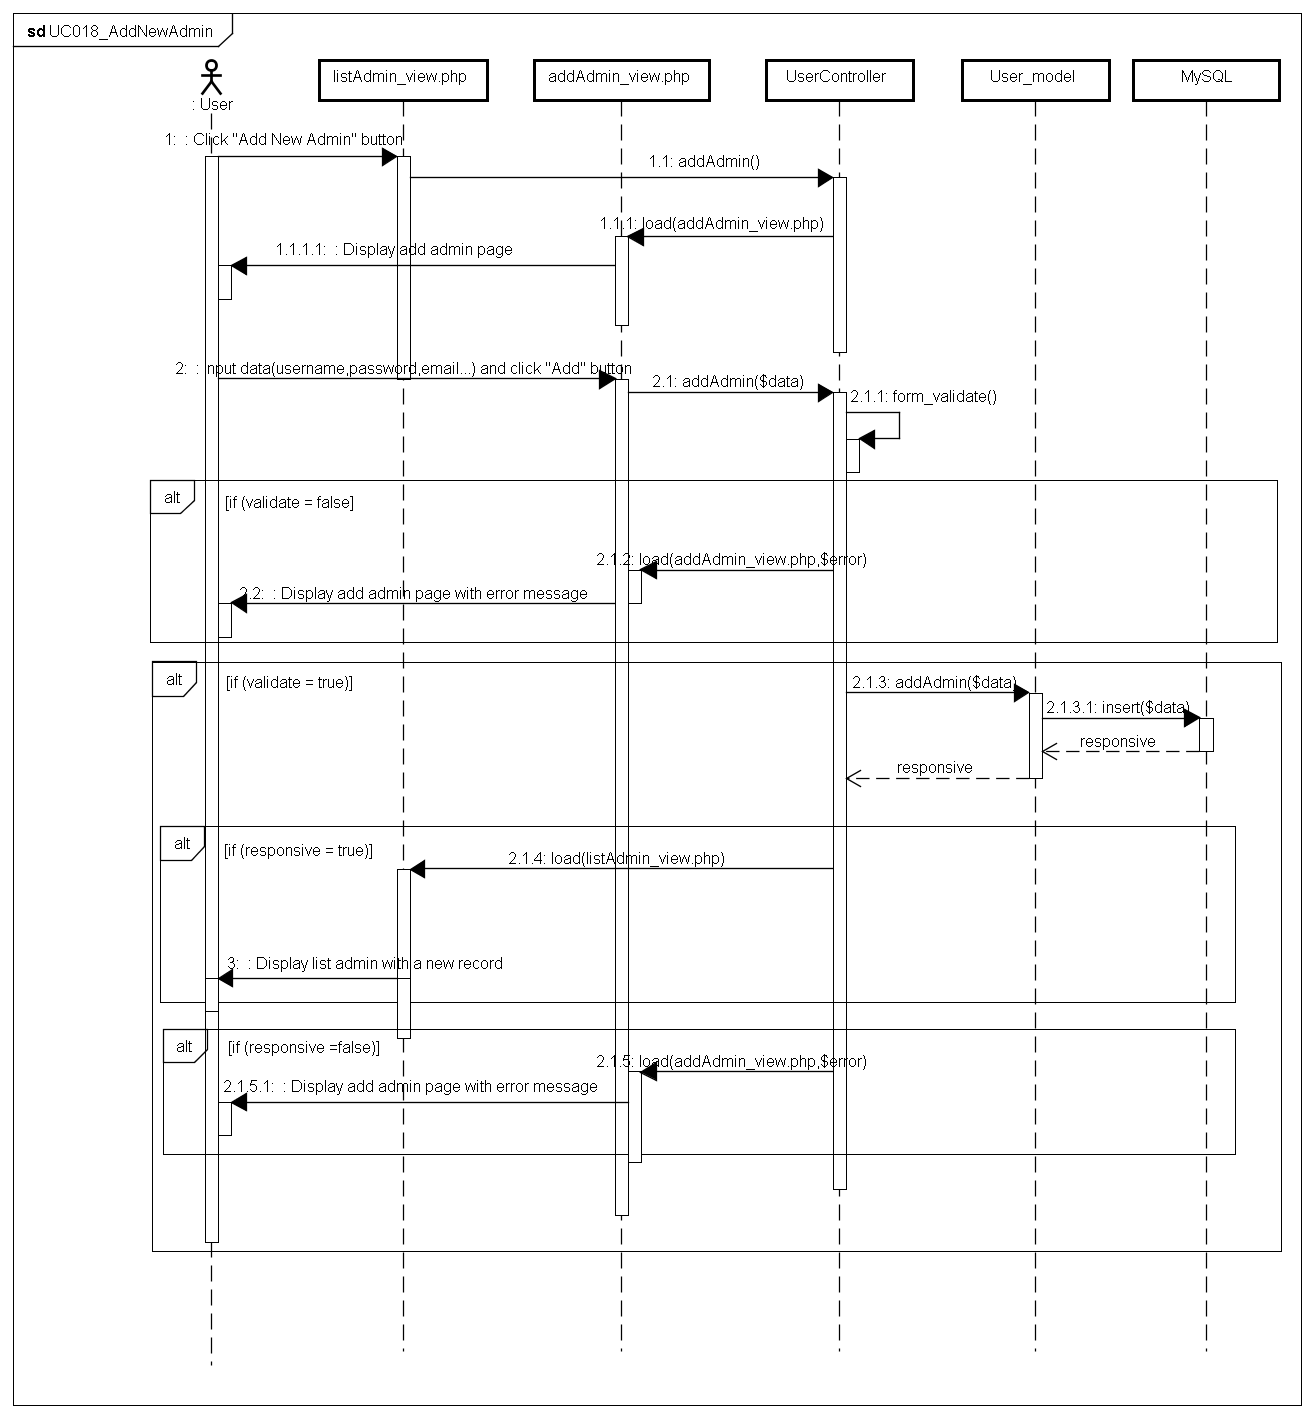 sd UC018_AddNewAdmin
: User
listAdmin_view.php
addAdmin_view.php
UserController
User_model
MySQL
1: : Click "Add New Admin" button
1.1: addAdmin()
1.1.1: load(addAdmin_view.php)
1.1.1.1: : Display add admin page
2: : input data(username,password,email...) and click "Add" button
2.1: addAdmin($data)
2.1.1: form_validate()
alt
[if (validate = false]
2.1.2: load(addAdmin_view.php,$error)
2.2: : Display add admin page with error message
alt
[if (validate = true)]
2.1.3: addAdmin($data)
2.1.3.1: insert($data)
responsive
responsive
alt
[if (responsive = true)]
2.1.4: load(listAdmin_view.php)
3: : Display list admin with a new record
alt
[if (responsive =false)]
2.1.5: load(addAdmin_view.php,$error)
2.1.5.1: : Display add admin page with error message